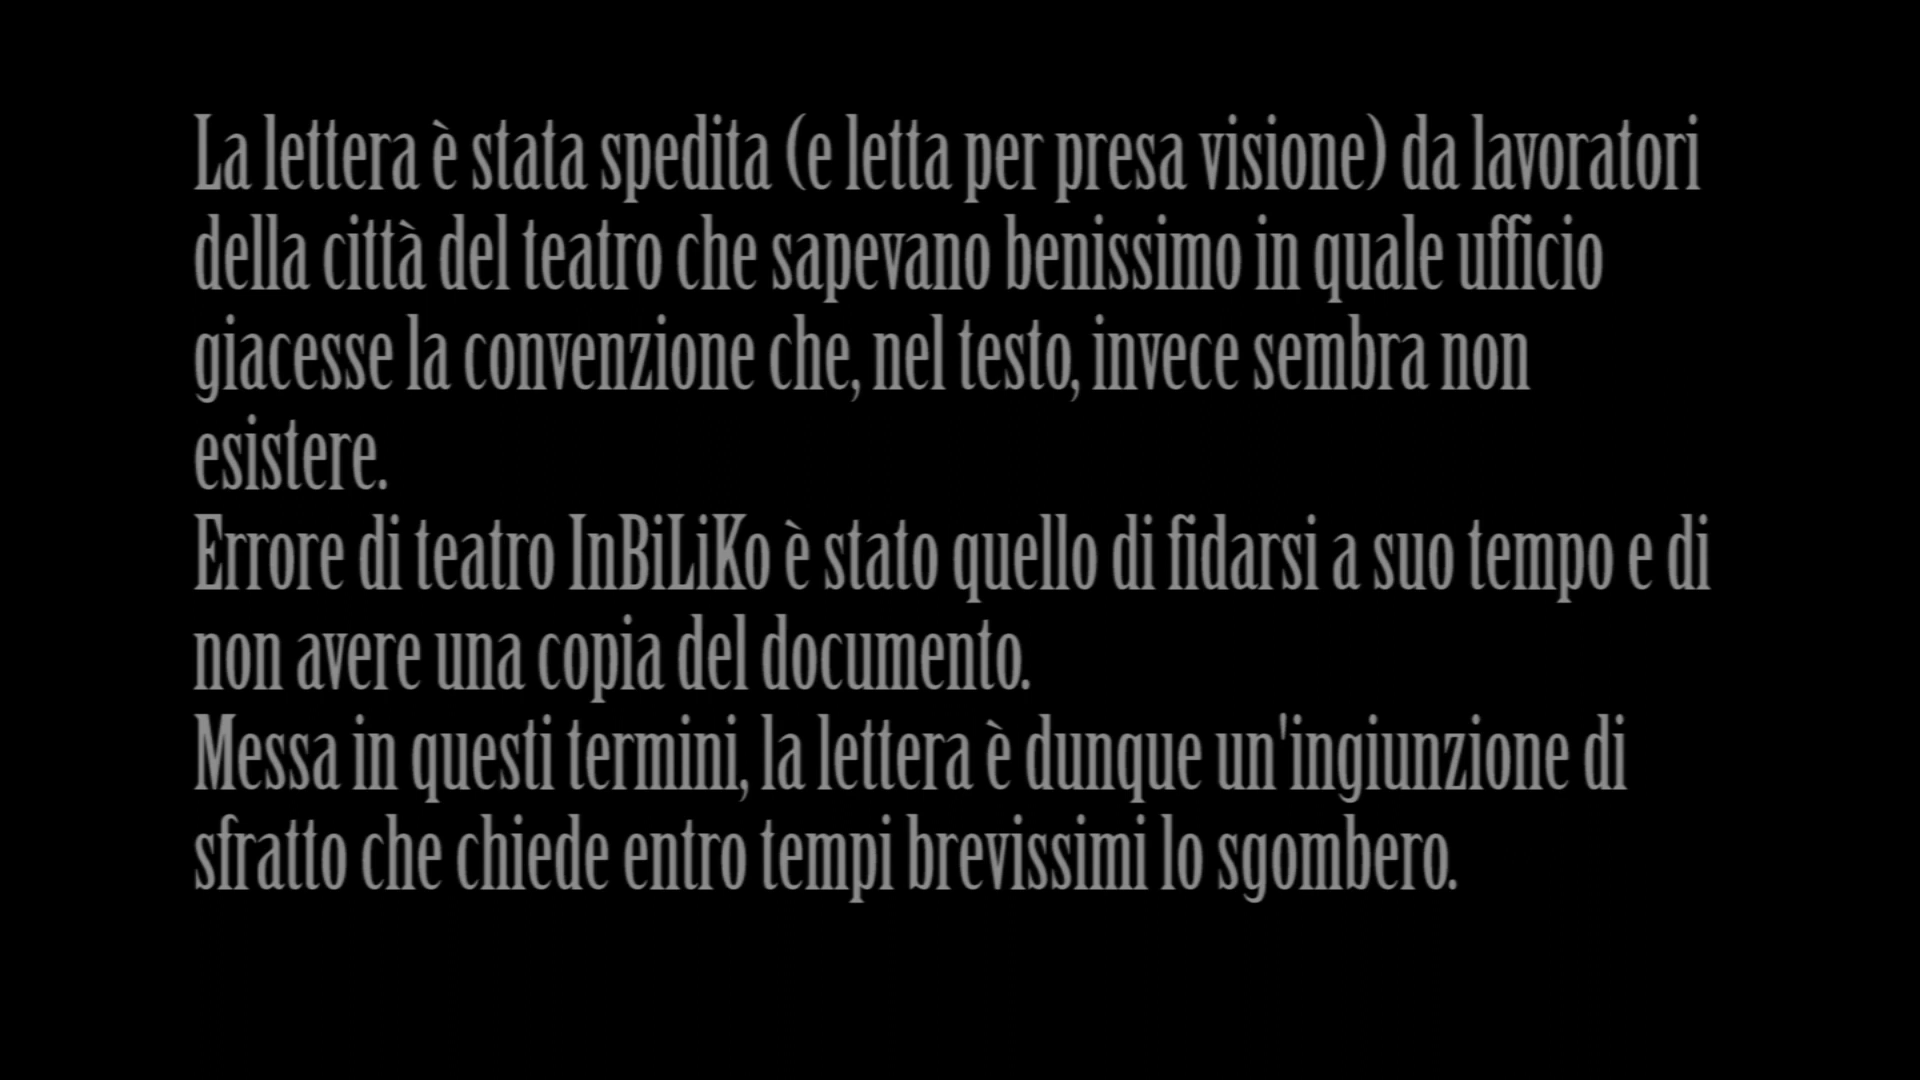 La lettera è stata spedita (e letta per presa visione) da lavoratori
della città del teatro che sapevano benissimo in quale ufficio
giacesse la convenzione che, nel testo, invece sembra non
esistere.
Errore di teatro InBiLiKo è stato quello di fidarsi a suo tempo e di
non avere una copia del documento.
Messa in questi termini, la lettera è dunque un'ingiunzione di
sfratto che chiede entro tempi brevissimi lo sgombero.